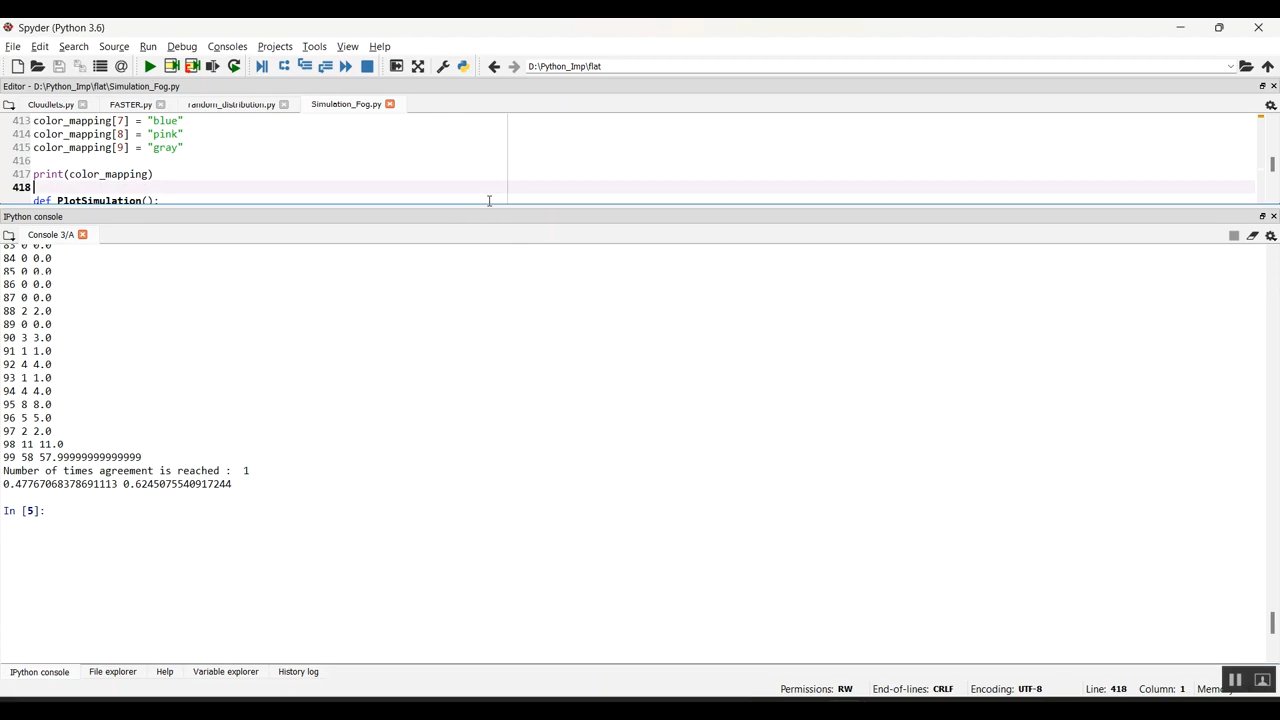 Spyder (Python 3.6)
File Edit Search Source Run Debug Consoles Projects Tools View Help
D:\Python_Imp\flat
Editor - D:\Python_Imp\flat\Simulation_Fog.py
Cloudlets.py FASTER.py random_distribution.py Simulation_Fog.py
413 color_mapping[7] = "blue"
414 color_mapping[8] = "pink"
415 color_mapping[9] = "gray"
416
417 print(color_mapping)
418
def PlotSimulation():
IPython console
Console 3/A
83 0 0.0
84 0 0.0
85 0 0.0
86 0 0.0
87 0 0.0
88 2 2.0
89 0 0.0
90 3 3.0
91 1 1.0
92 4 4.0
93 1 1.0
94 4 4.0
95 8 8.0
96 5 5.0
97 2 2.0
98 11 11.0
99 58 57.99999999999999
Number of times agreement is reached :  1
0.47767068378691113 0.6245075540917244
In [5]:
IPython console File explorer Help Variable explorer History log
Permissions: RW End-of-lines: CRLF Encoding: UTF-8 Line: 418 Column: 1